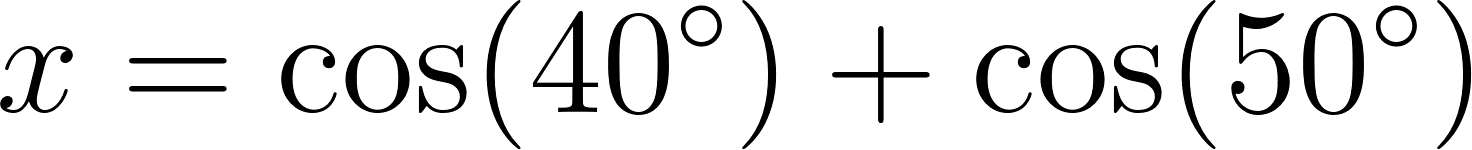 x = cos(40°) + cos(50°)